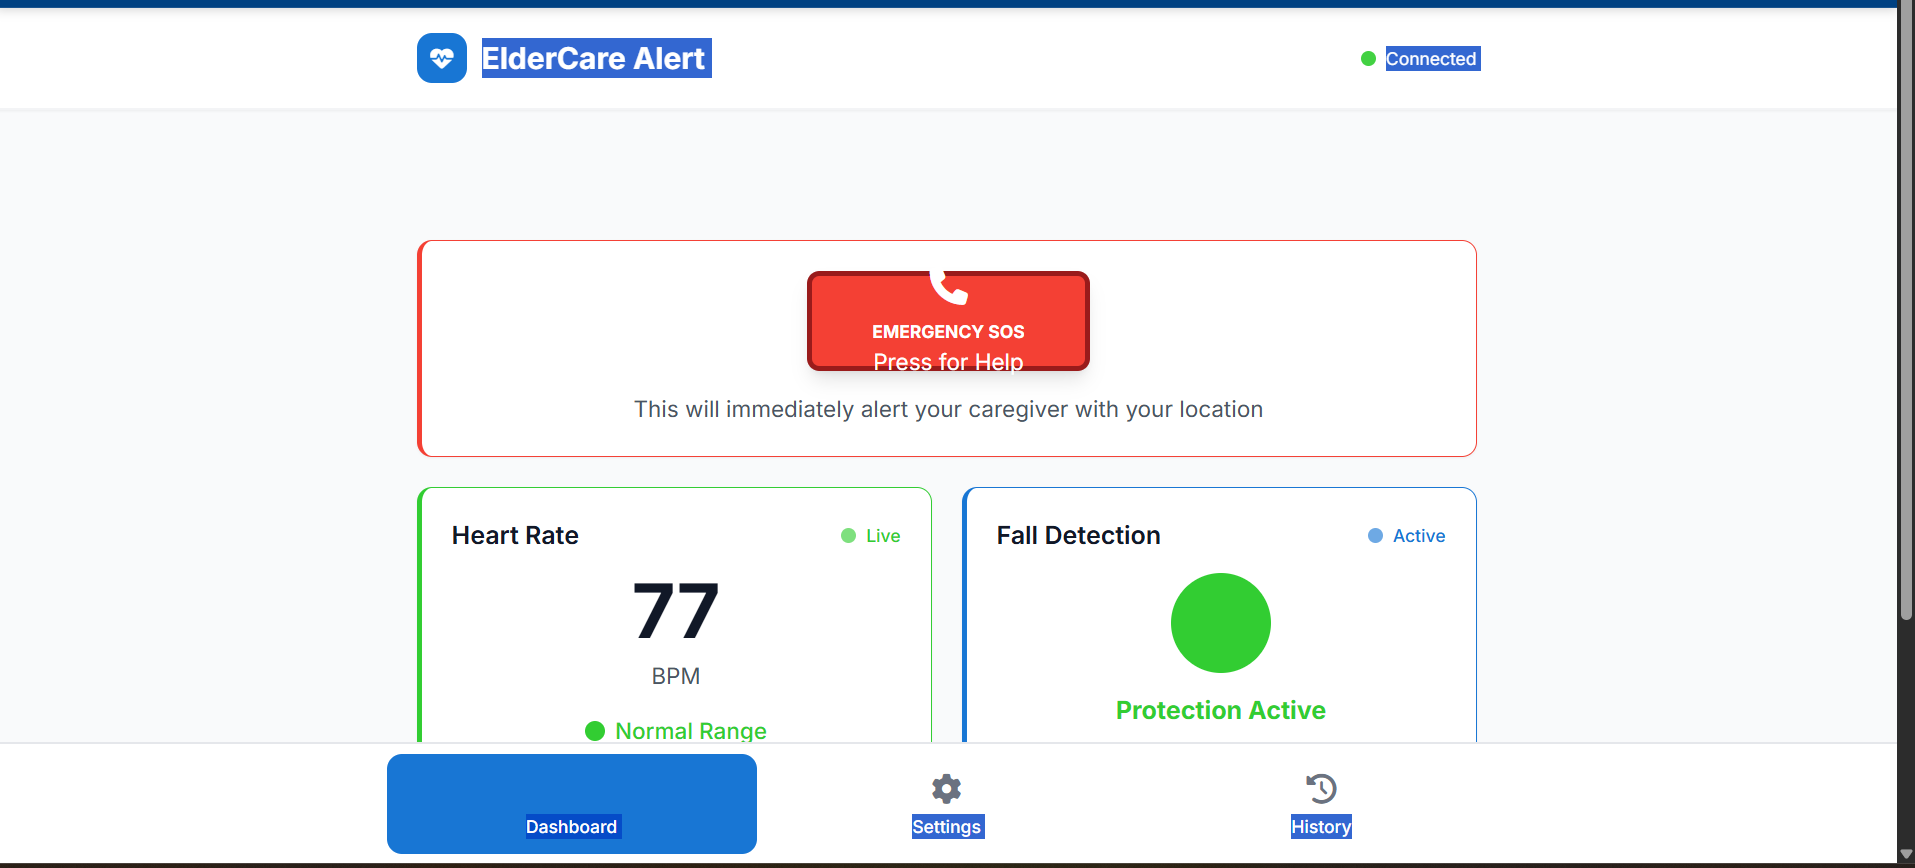 ElderCare Alert
Connected
EMERGENCY SOS
Press for Help
This will immediately alert your caregiver with your location
Heart Rate
Live
77
BPM
Normal Range
Fall Detection
Active
Protection Active
Dashboard
Settings
History